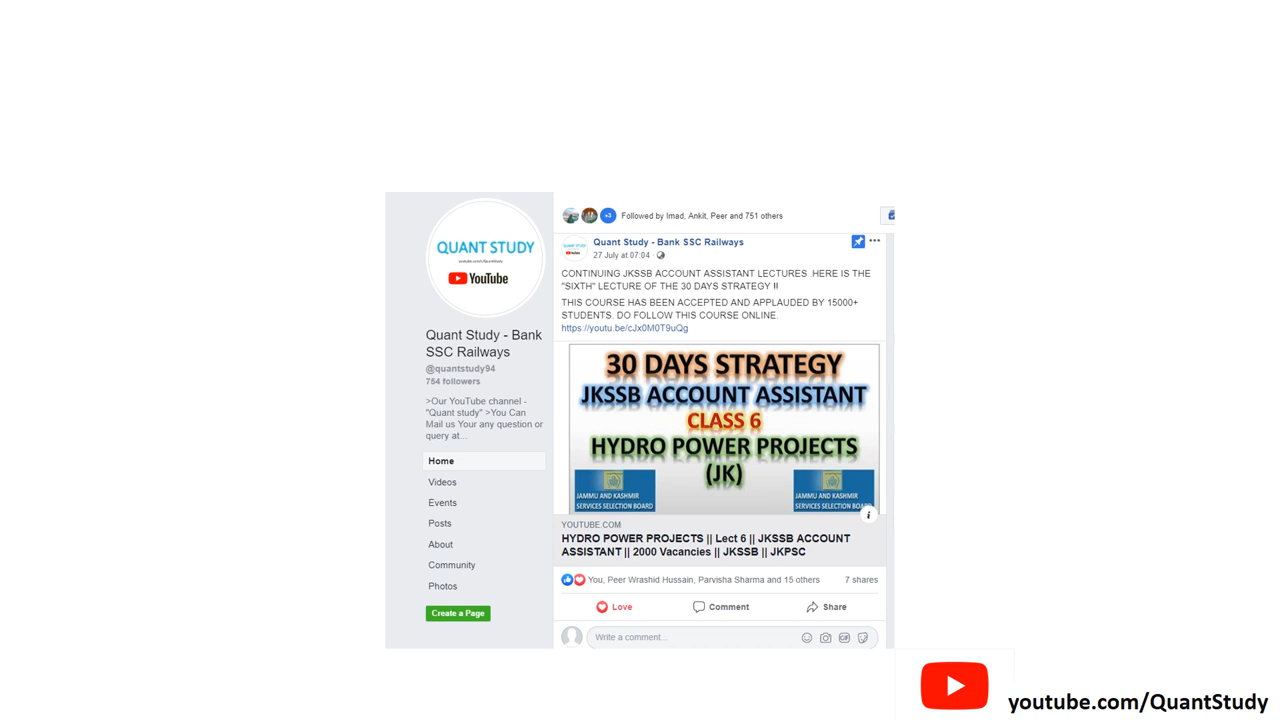 QUANT STUDY
YouTube
Quant Study - Bank
SSC Railways
@quantstudy94
754 followers
>Our YouTube channel -
"Quant study" >You Can
Mail us Your any question or
query at...
Home
Videos
Events
Posts
About
Community
Photos
Create a Page
+3 Followed by Imad, Ankit, Peer and 751 others
Quant Study - Bank SSC Railways
27 July at 07:04 ·
CONTINUING JKSSB ACCOUNT ASSISTANT LECTURES .HERE IS THE
"SIXTH" LECTURE OF THE 30 DAYS STRATEGY !!
THIS COURSE HAS BEEN ACCEPTED AND APPLAUDED BY 15000+
STUDENTS. DO FOLLOW THIS COURSE ONLINE.
https://youtu.be/cJx0M0T9uQg
30 DAYS STRATEGY
JKSSB ACCOUNT ASSISTANT
CLASS 6
HYDRO POWER PROJECTS
(JK)
JAMMU AND KASHMIR
SERVICES SELECTION BOARD
JAMMU AND KASHMIR
SERVICES SELECTION BOARD
YOUTUBE.COM
HYDRO POWER PROJECTS || Lect 6 || JKSSB ACCOUNT
ASSISTANT || 2000 Vacancies || JKSSB || JKPSC
You, Peer Wrashid Hussain, Parvisha Sharma and 15 others 7 shares
Love Comment Share
Write a comment...
GIF
youtube.com/QuantStudy